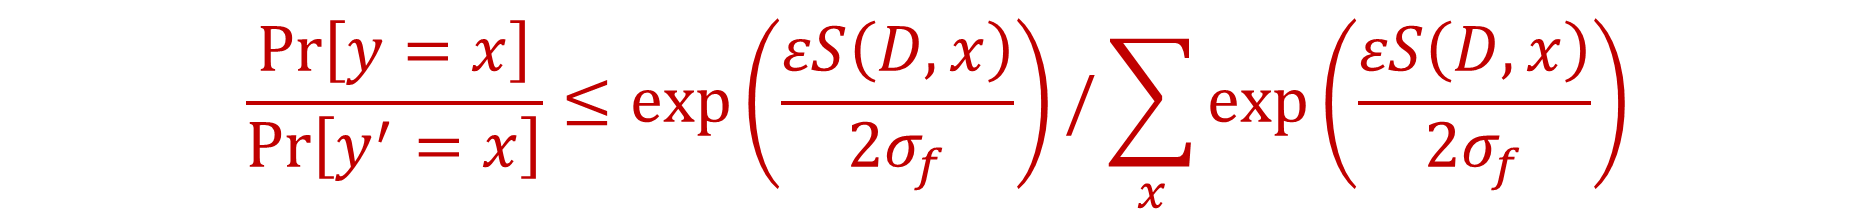 Pr[y = x] / Pr[y′ = x] ≤ exp(εS(D, x) / 2σ_f) / ∑_x exp(εS(D, x) / 2σ_f)